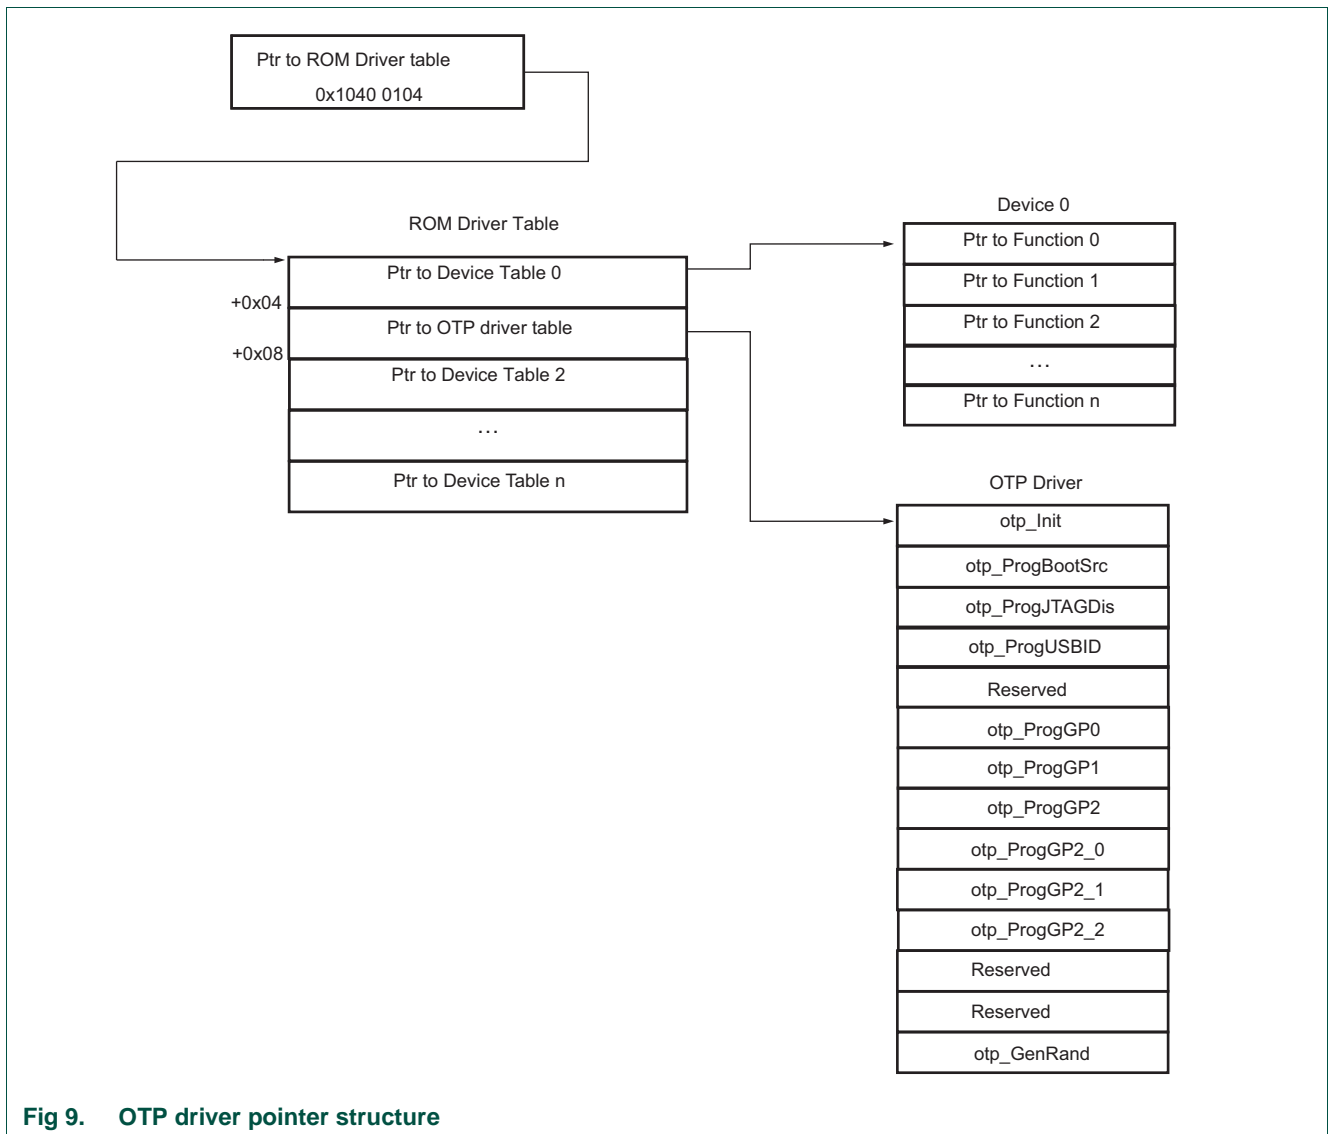 Ptr to ROM Driver table
0x1040 0104
ROM Driver Table
Ptr to Device Table 0
+0x04
Ptr to OTP driver table
+0x08
Ptr to Device Table 2
...
Ptr to Device Table n
Device 0
Ptr to Function 0
Ptr to Function 1
Ptr to Function 2
...
Ptr to Function n
OTP Driver
otp_Init
otp_ProgBootSrc
otp_ProgJTAGDis
otp_ProgUSBID
Reserved
otp_ProgGP0
otp_ProgGP1
otp_ProgGP2
otp_ProgGP2_0
otp_ProgGP2_1
otp_ProgGP2_2
Reserved
Reserved
otp_GenRand
Fig 9. OTP driver pointer structure